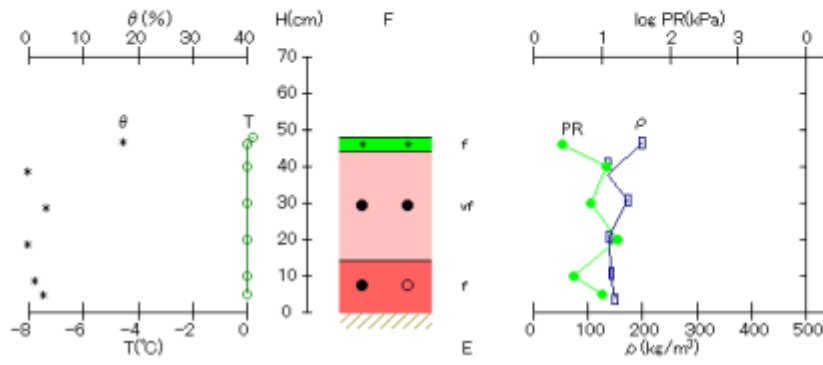 θ(%) H(cm) F log PR(kPa)
0 10 20 30 40 0 1 2 3 0
70
60
θ T 50 PR ρ
f
40
30 vf
20
10 f
0
-8 -6 -4 -2 0 0 100 200 300 400 500
T(℃) E ρ(kg/m³)